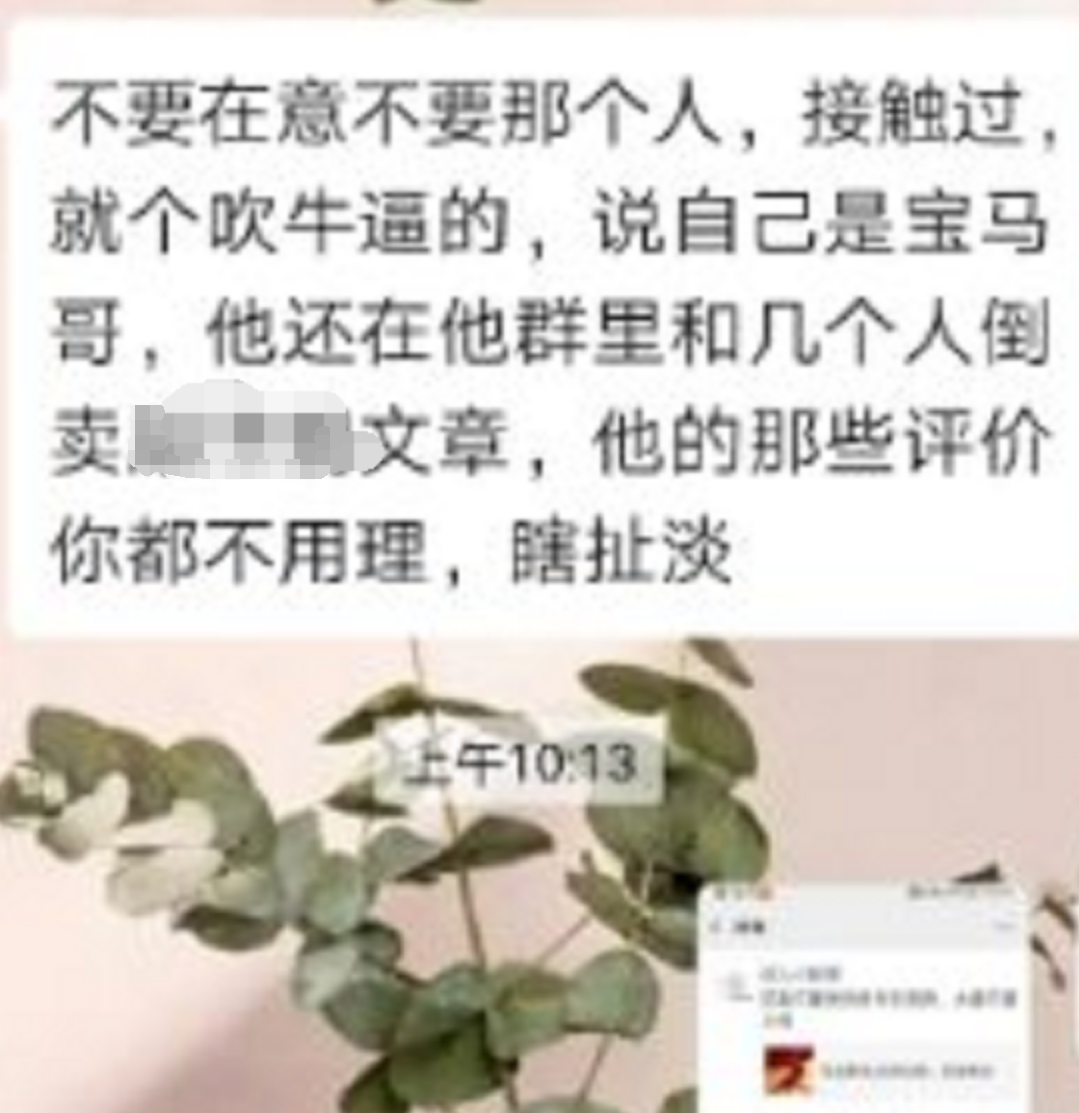 不要在意不要那个人，接触过，
就个吹牛逼的，说自己是宝马
哥，他还在他群里和几个人倒
卖文章，他的那些评价
你都不用理，瞎扯淡
上午10:13